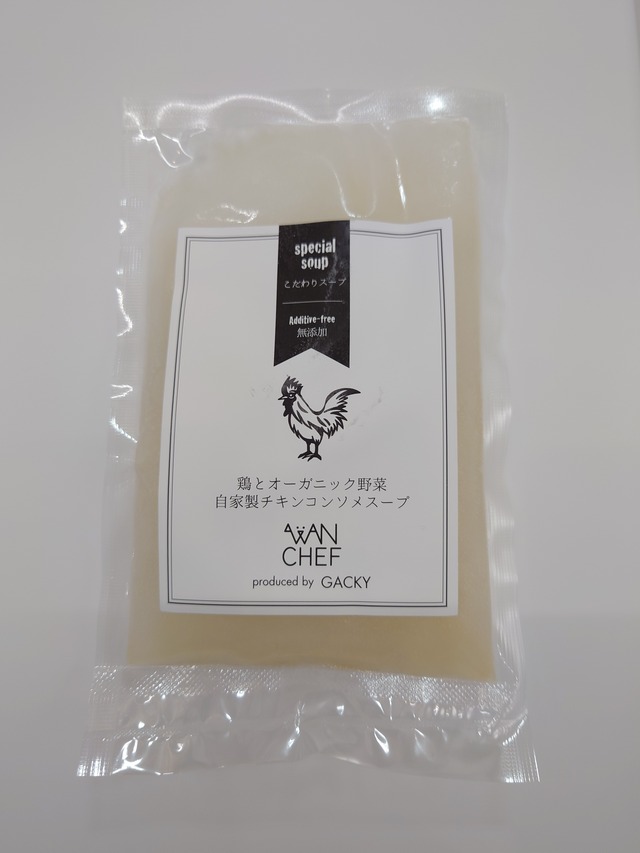 special
soup
こだわりスープ
Additive-free
無添加
鶏とオーガニック野菜
自家製チキンコンソメスープ
WAN
CHEF
produced by GACKY